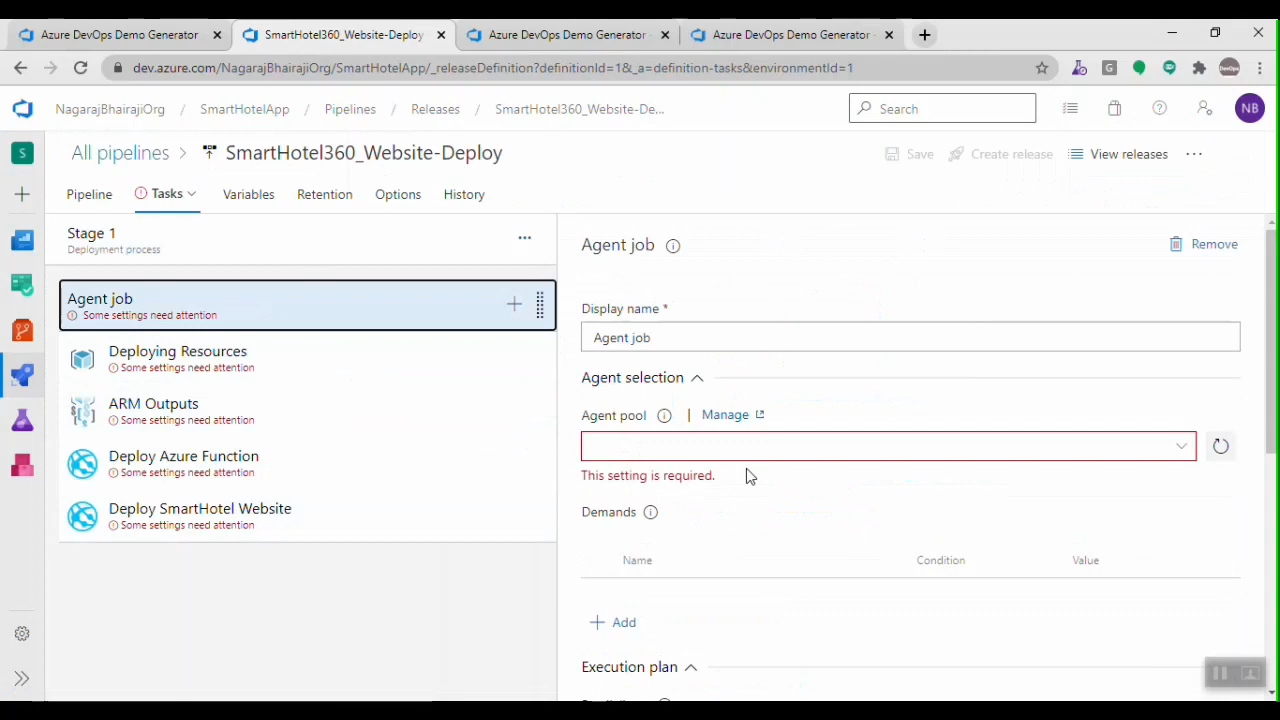 Azure DevOps Demo Generator
SmartHotel360_Website-Deploy
Azure DevOps Demo Generator
Azure DevOps Demo Generator
dev.azure.com/NagarajBhairajiOrg/SmartHotelApp/_releaseDefinition?definitionId=1&_a=definition-tasks&environmentId=1
G
DevOps
NagarajBhairajiOrg / SmartHotelApp / Pipelines / Releases / SmartHotel360_Website-De...
Search
NB
S
All pipelines > SmartHotel360_Website-Deploy
Save
Create release
View releases
Pipeline
Tasks
Variables
Retention
Options
History
Stage 1
Deployment process
Agent job
Some settings need attention
Deploying Resources
Some settings need attention
ARM Outputs
Some settings need attention
Deploy Azure Function
Some settings need attention
Deploy SmartHotel Website
Some settings need attention
Agent job
Remove
Display name *
Agent job
Agent selection
Agent pool | Manage
This setting is required.
Demands
Name
Condition
Value
+ Add
Execution plan